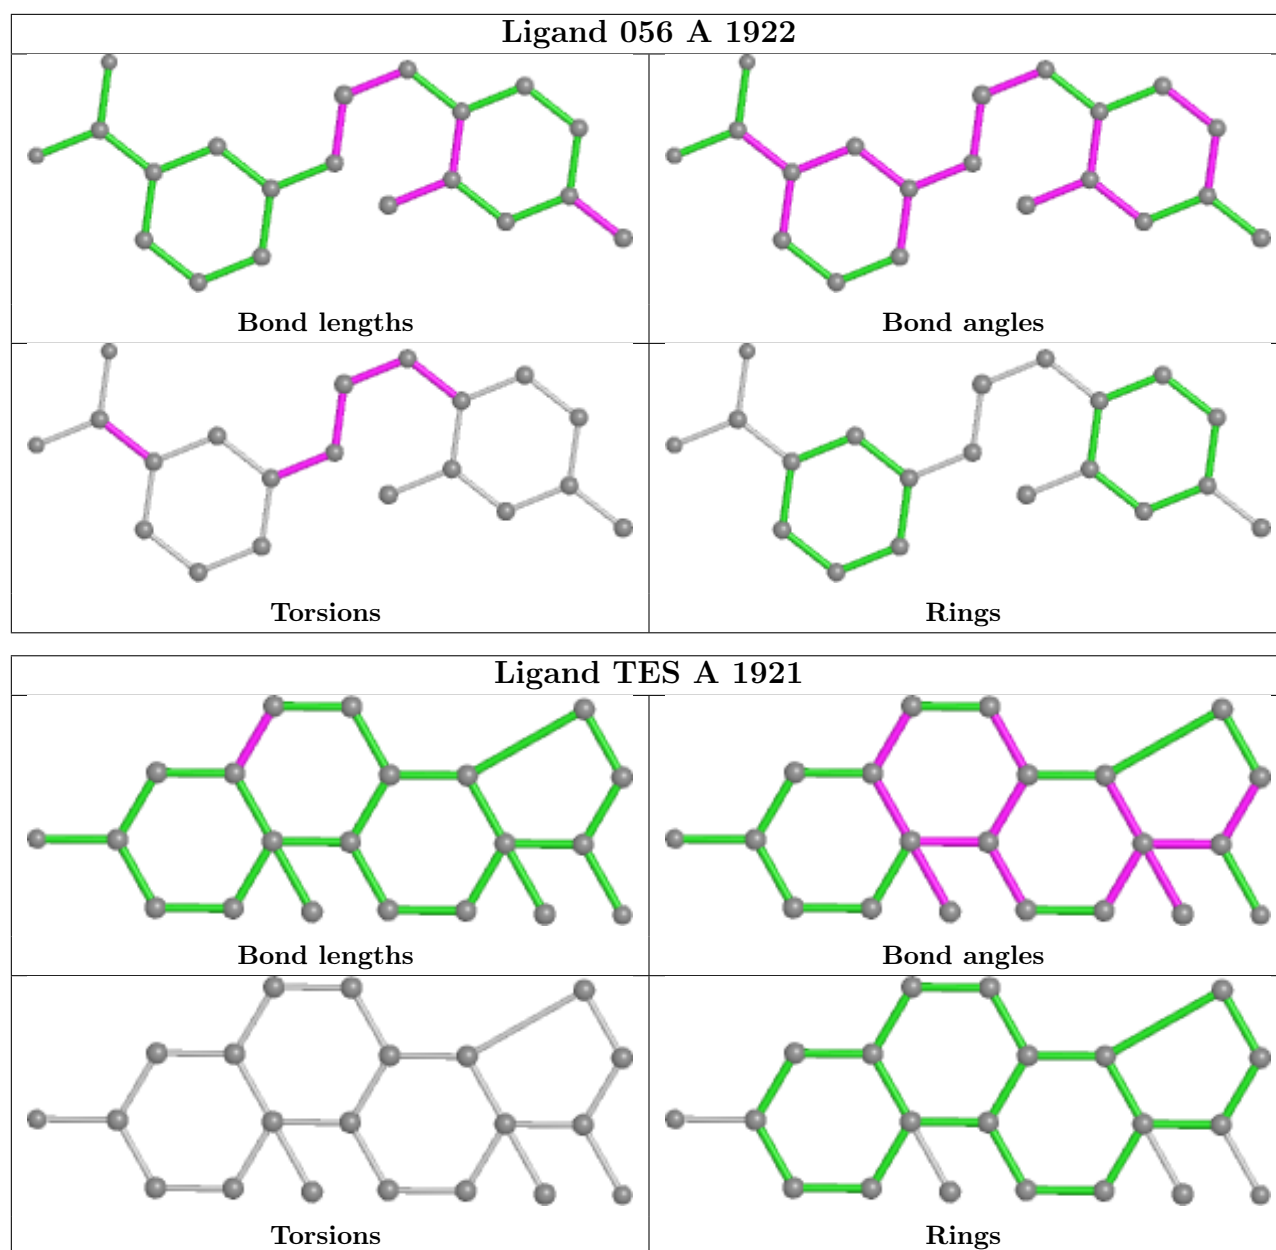 Ligand 056 A 1922
Bond lengths
Bond angles
Torsions
Rings
Ligand TES A 1921
Bond lengths
Bond angles
Torsions
Rings